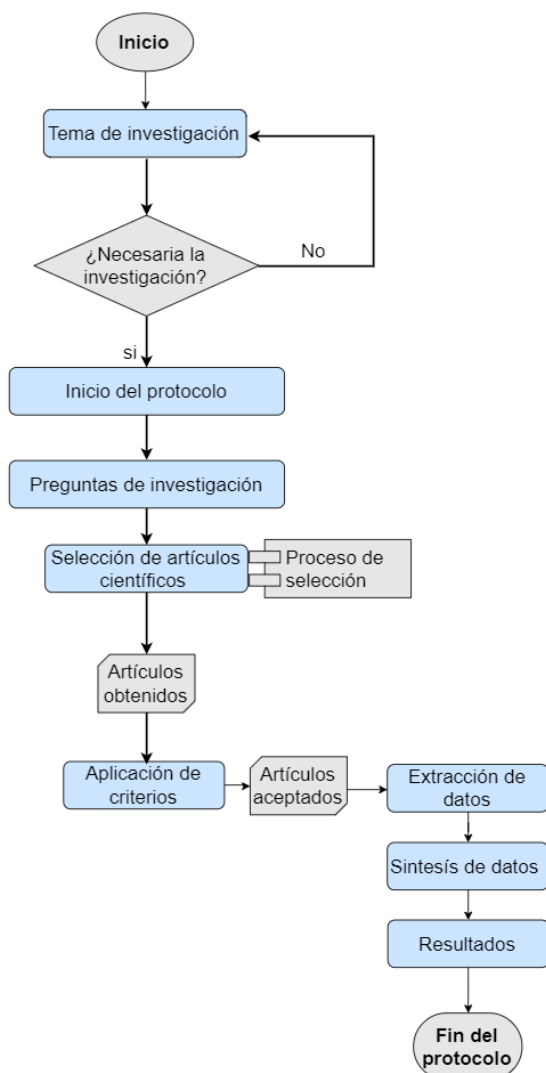 Inicio
Tema de investigación
¿Necesaria la
investigación?
No
si
Inicio del protocolo
Preguntas de investigación
Selección de artículos
científicos
Proceso de
selección
Artículos
obtenidos
Aplicación de
criterios
Artículos
aceptados
Extracción de
datos
Sintesís de datos
Resultados
Fin del
protocolo